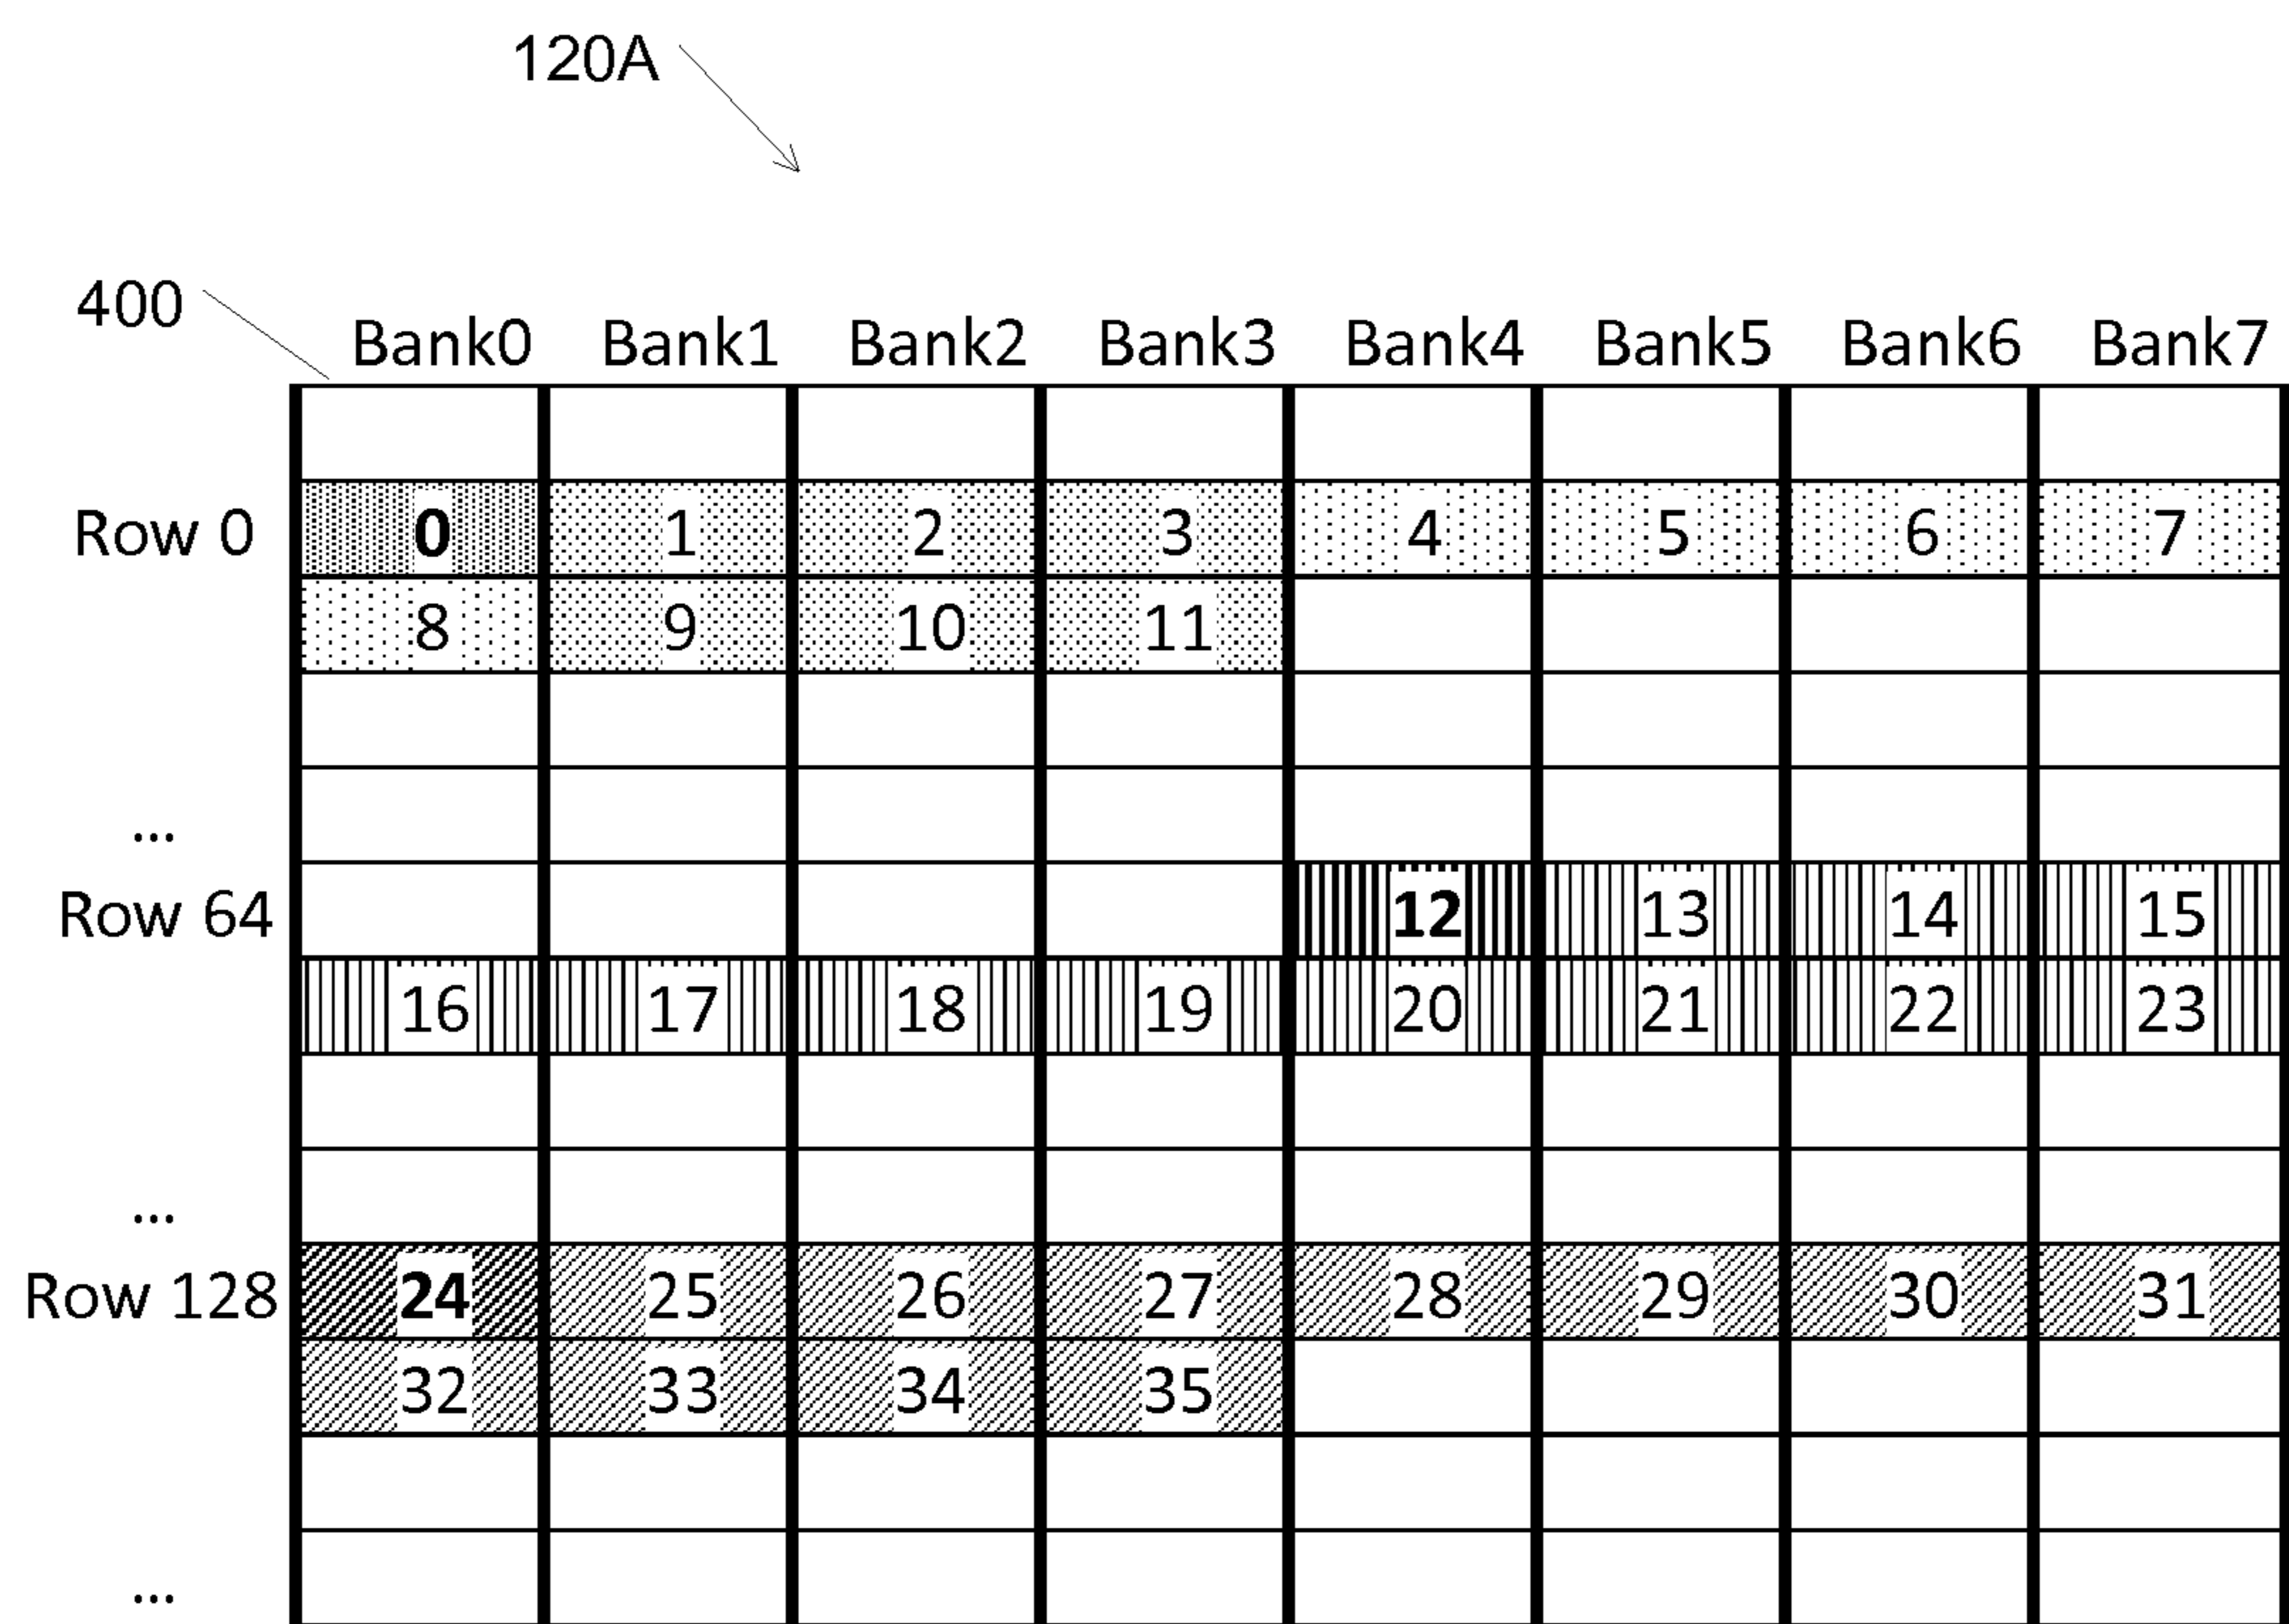 120A
400
Bank0 Bank1 Bank2 Bank3 Bank4 Bank5 Bank6 Bank7
Row 0 0 1 2 3 4 5 6 7
8 9 10 11
...
Row 64 12 13 14 15
16 17 18 19 20 21 22 23
...
Row 128 24 25 26 27 28 29 30 31
32 33 34 35
...